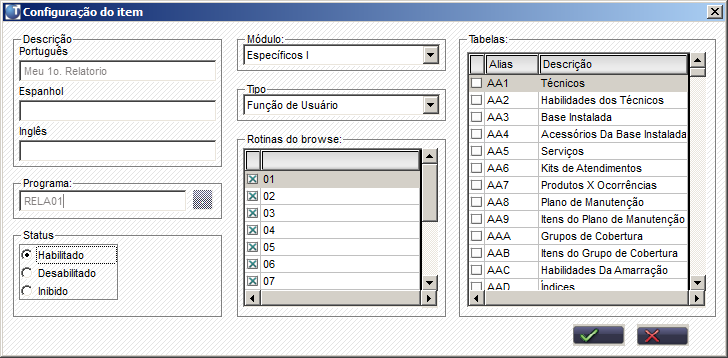 Configuração do item
Descrição
Português
Meu 1o. Relatorio
Espanhol
Inglês
Programa:
RELA01
Status
Habilitado
Desabilitado
Inibido
Módulo:
Específicos I
Tipo
Função de Usuário
Rotinas do browse:
01
02
03
04
05
06
07
Tabelas:
Alias Descrição
AA1 Técnicos
AA2 Habilidades dos Técnicos
AA3 Base Instalada
AA4 Acessórios Da Base Instalada
AA5 Serviços
AA6 Kits de Atendimentos
AA7 Produtos X Ocorrências
AA8 Plano de Manutenção
AA9 Itens do Plano de Manutenção
AAA Grupos de Cobertura
AAB Itens do Grupo de Cobertura
AAC Habilidades Da Amarração
AAD Índices